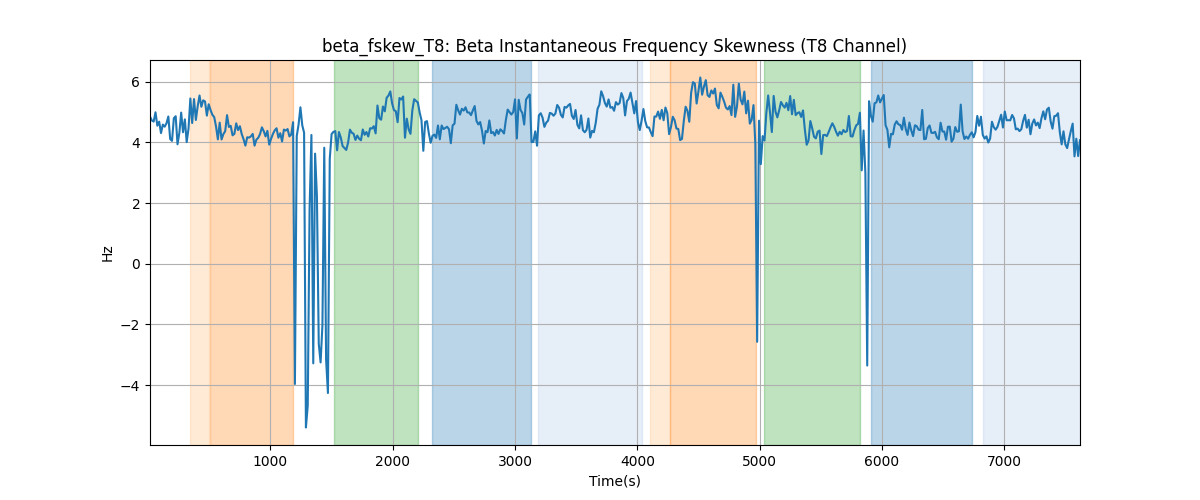 beta_fskew_T8: Beta Instantaneous Frequency Skewness (T8 Channel)
6
4
2
0
−2
−4
Hz
1000 2000 3000 4000 5000 6000 7000
Time(s)